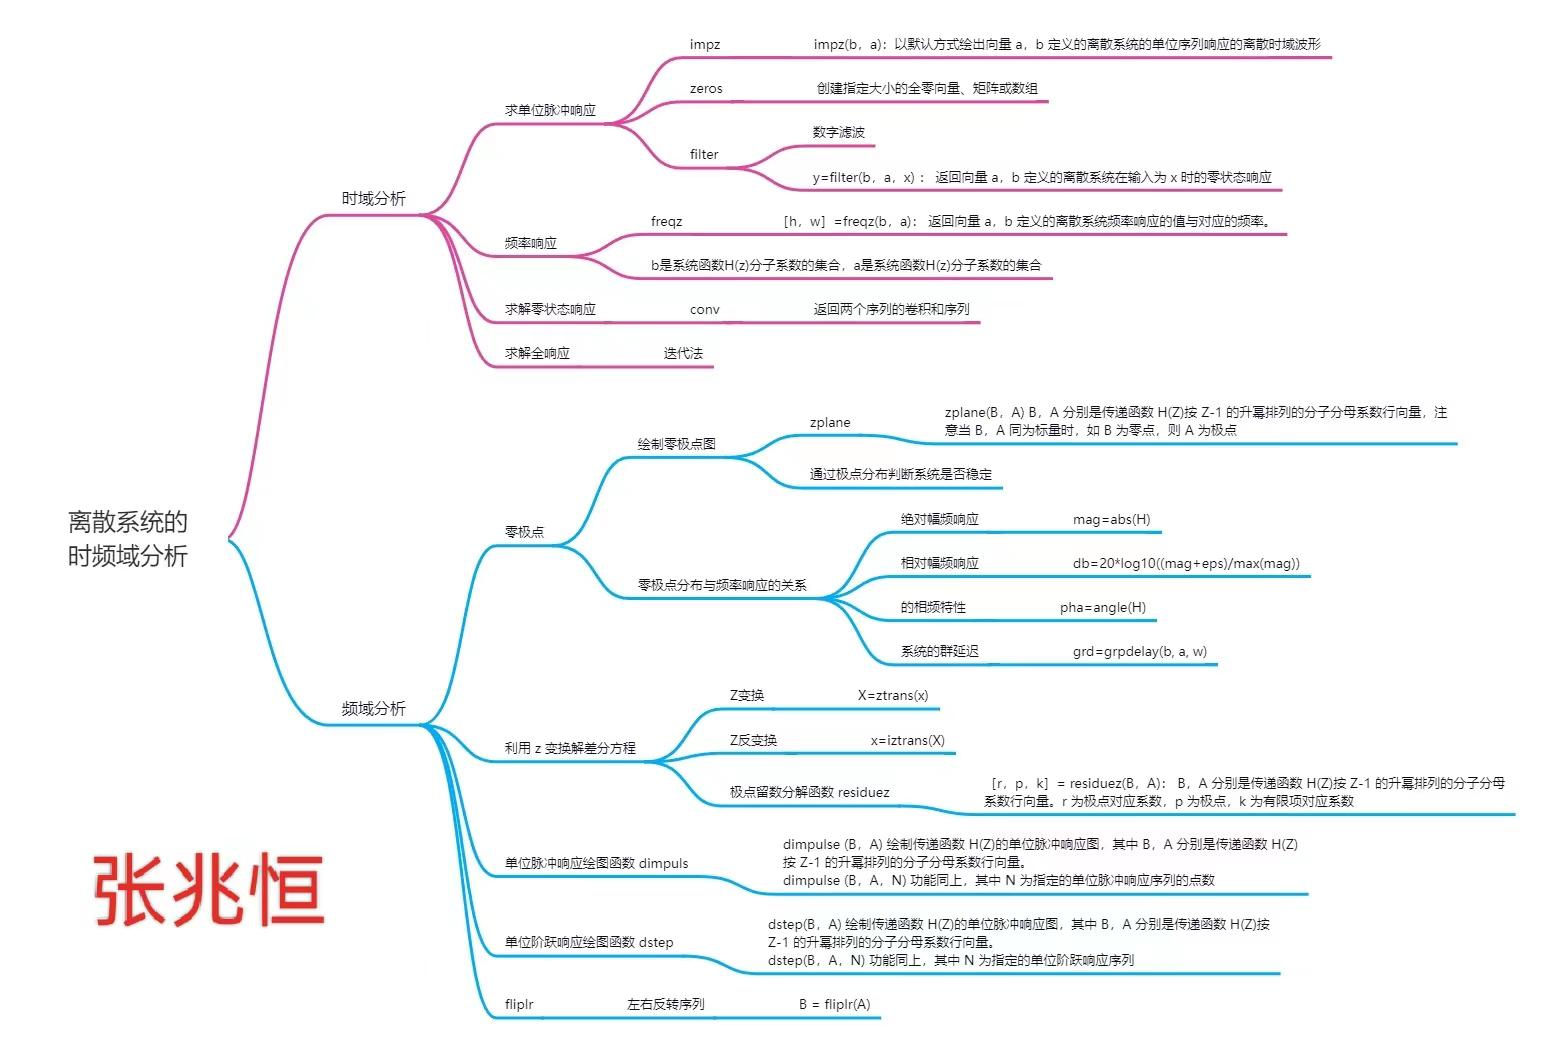 impz
impz(b，a)：以默认方式绘出向量 a，b 定义的离散系统的单位序列响应的离散时域波形
zeros
创建指定大小的全零向量、矩阵或数组
求单位脉冲响应
数字滤波
filter
y=filter(b，a，x) ： 返回向量 a，b 定义的离散系统在输入为 x 时的零状态响应
时域分析
freqz
[h，w] =freqz(b，a)： 返回向量 a，b 定义的离散系统频率响应的值与对应的频率。
频率响应
b是系统函数H(z)分子系数的集合，a是系统函数H(z)分子系数的集合
求解零状态响应
conv
返回两个序列的卷积和序列
求解全响应
迭代法
zplane
zplane(B，A) B，A 分别是传递函数 H(Z)按 Z-1 的升幂排列的分子分母系数行向量，注
意当 B，A 同为标量时，如 B 为零点，则 A 为极点
绘制零极点图
通过极点分布判断系统是否稳定
离散系统的
时频域分析
零极点
绝对幅频响应
mag=abs(H)
相对幅频响应
db=20*log10((mag+eps)/max(mag))
零极点分布与频率响应的关系
的相频特性
pha=angle(H)
系统的群延迟
grd=grpdelay(b, a, w)
频域分析
Z变换
X=ztrans(x)
利用 z 变换解差分方程
Z反变换
x=iztrans(X)
极点留数分解函数 residuez
[r，p，k] = residuez(B，A)： B，A 分别是传递函数 H(Z)按 Z-1 的升幂排列的分子分母
系数行向量。r 为极点对应系数，p 为极点，k 为有限项对应系数
单位脉冲响应绘图函数 dimpuls
dimpulse (B，A) 绘制传递函数 H(Z)的单位脉冲响应图，其中 B，A 分别是传递函数 H(Z)
按 Z-1 的升幂排列的分子分母系数行向量。
dimpulse (B，A，N) 功能同上，其中 N 为指定的单位脉冲响应序列的点数
张兆恒
单位阶跃响应绘图函数 dstep
dstep(B，A) 绘制传递函数 H(Z)的单位脉冲响应图，其中 B，A 分别是传递函数 H(Z)按
Z-1 的升幂排列的分子分母系数行向量。
dstep(B，A，N) 功能同上，其中 N 为指定的单位阶跃响应序列
fliplr
左右反转序列
B = fliplr(A)